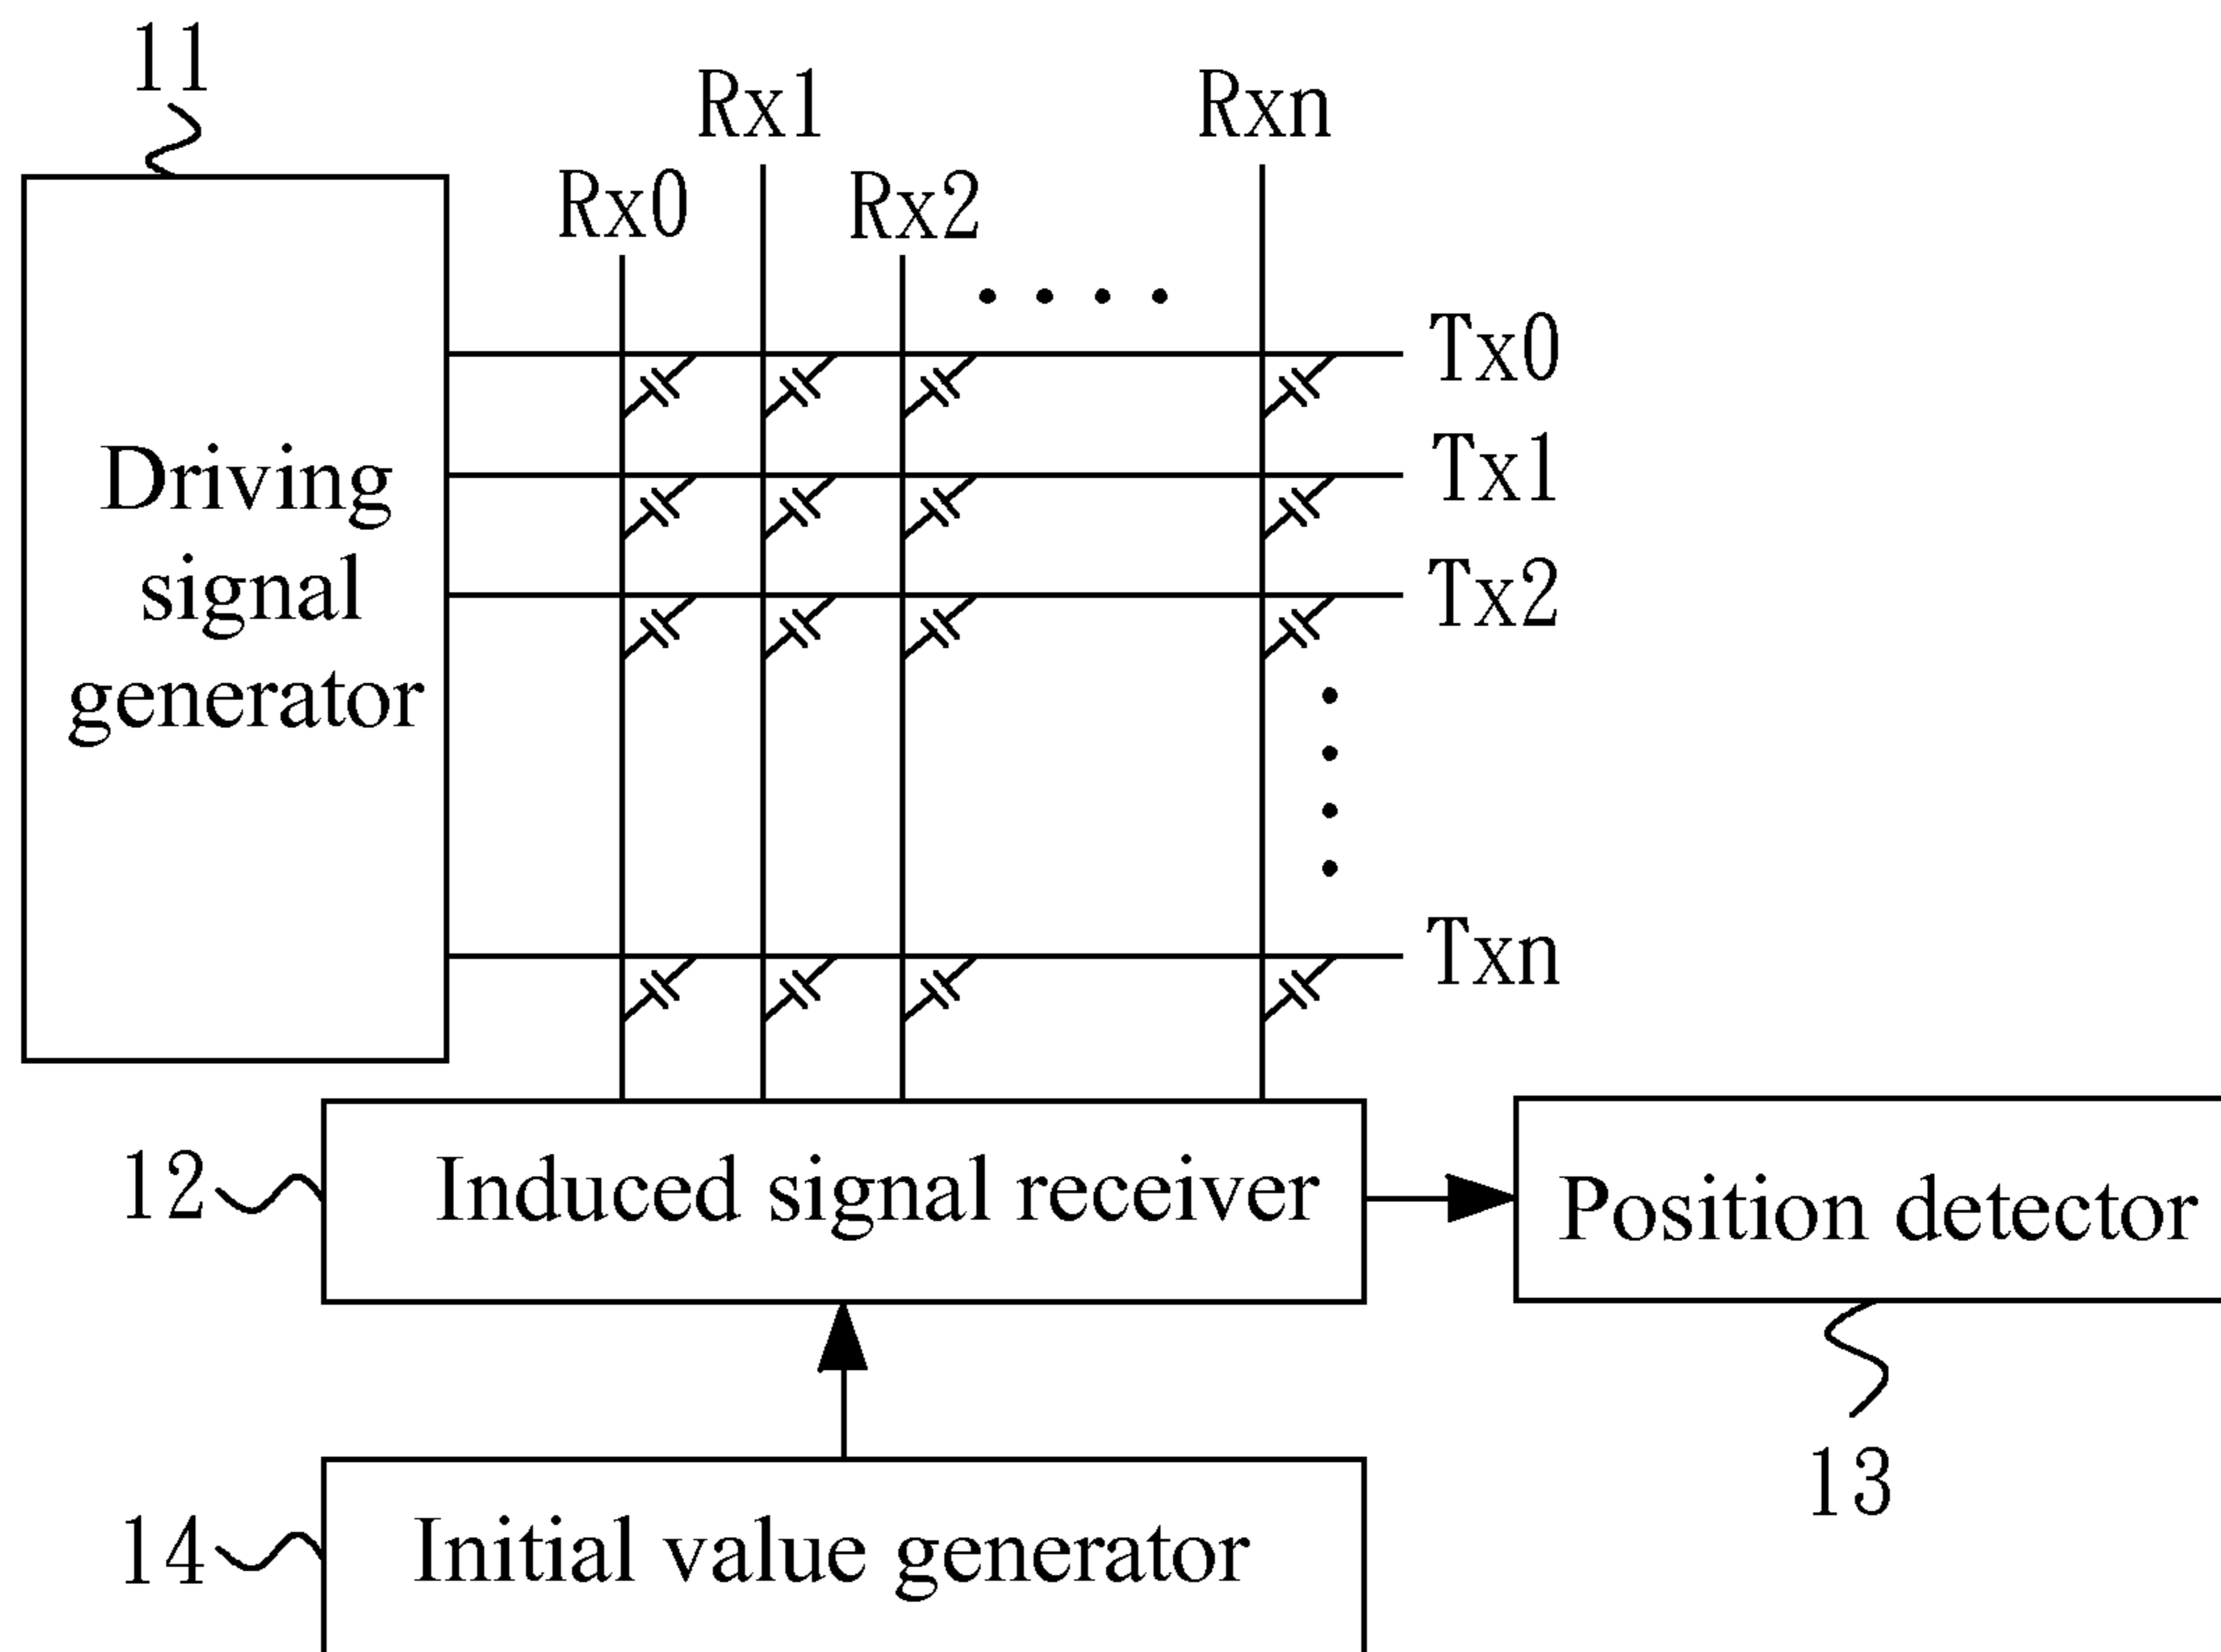 11
Rx1
Rxn
Rx0
Rx2
Tx0
Tx1
Driving
signal
generator
Tx2
Txn
12
Induced signal receiver
Position detector
13
14
Initial value generator